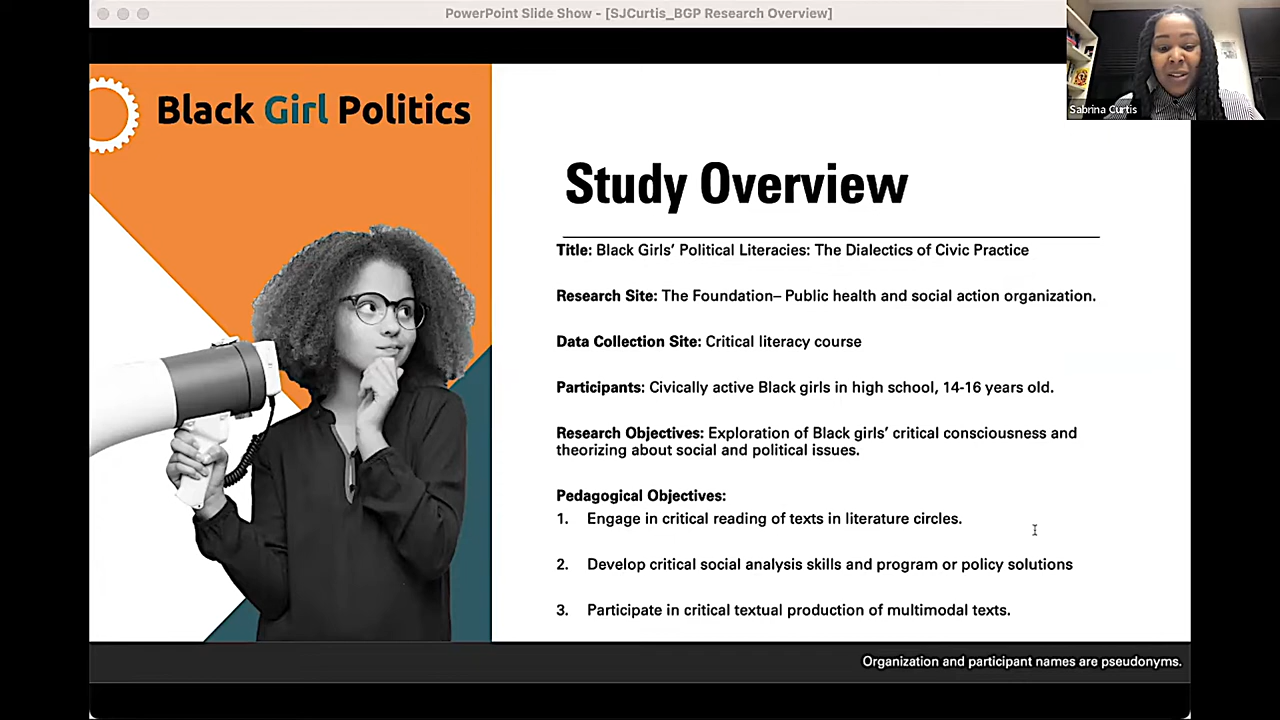 PowerPoint Slide Show - [SJCurtis_BGP Research Overview]
Sabrina Curtis
Black Girl Politics
Study Overview
Title: Black Girls’ Political Literacies: The Dialectics of Civic Practice
Research Site: The Foundation– Public health and social action organization.
Data Collection Site: Critical literacy course
Participants: Civically active Black girls in high school, 14-16 years old.
Research Objectives: Exploration of Black girls’ critical consciousness and
theorizing about social and political issues.
Pedagogical Objectives:
1. Engage in critical reading of texts in literature circles.
2. Develop critical social analysis skills and program or policy solutions
3. Participate in critical textual production of multimodal texts.
Organization and participant names are pseudonyms.